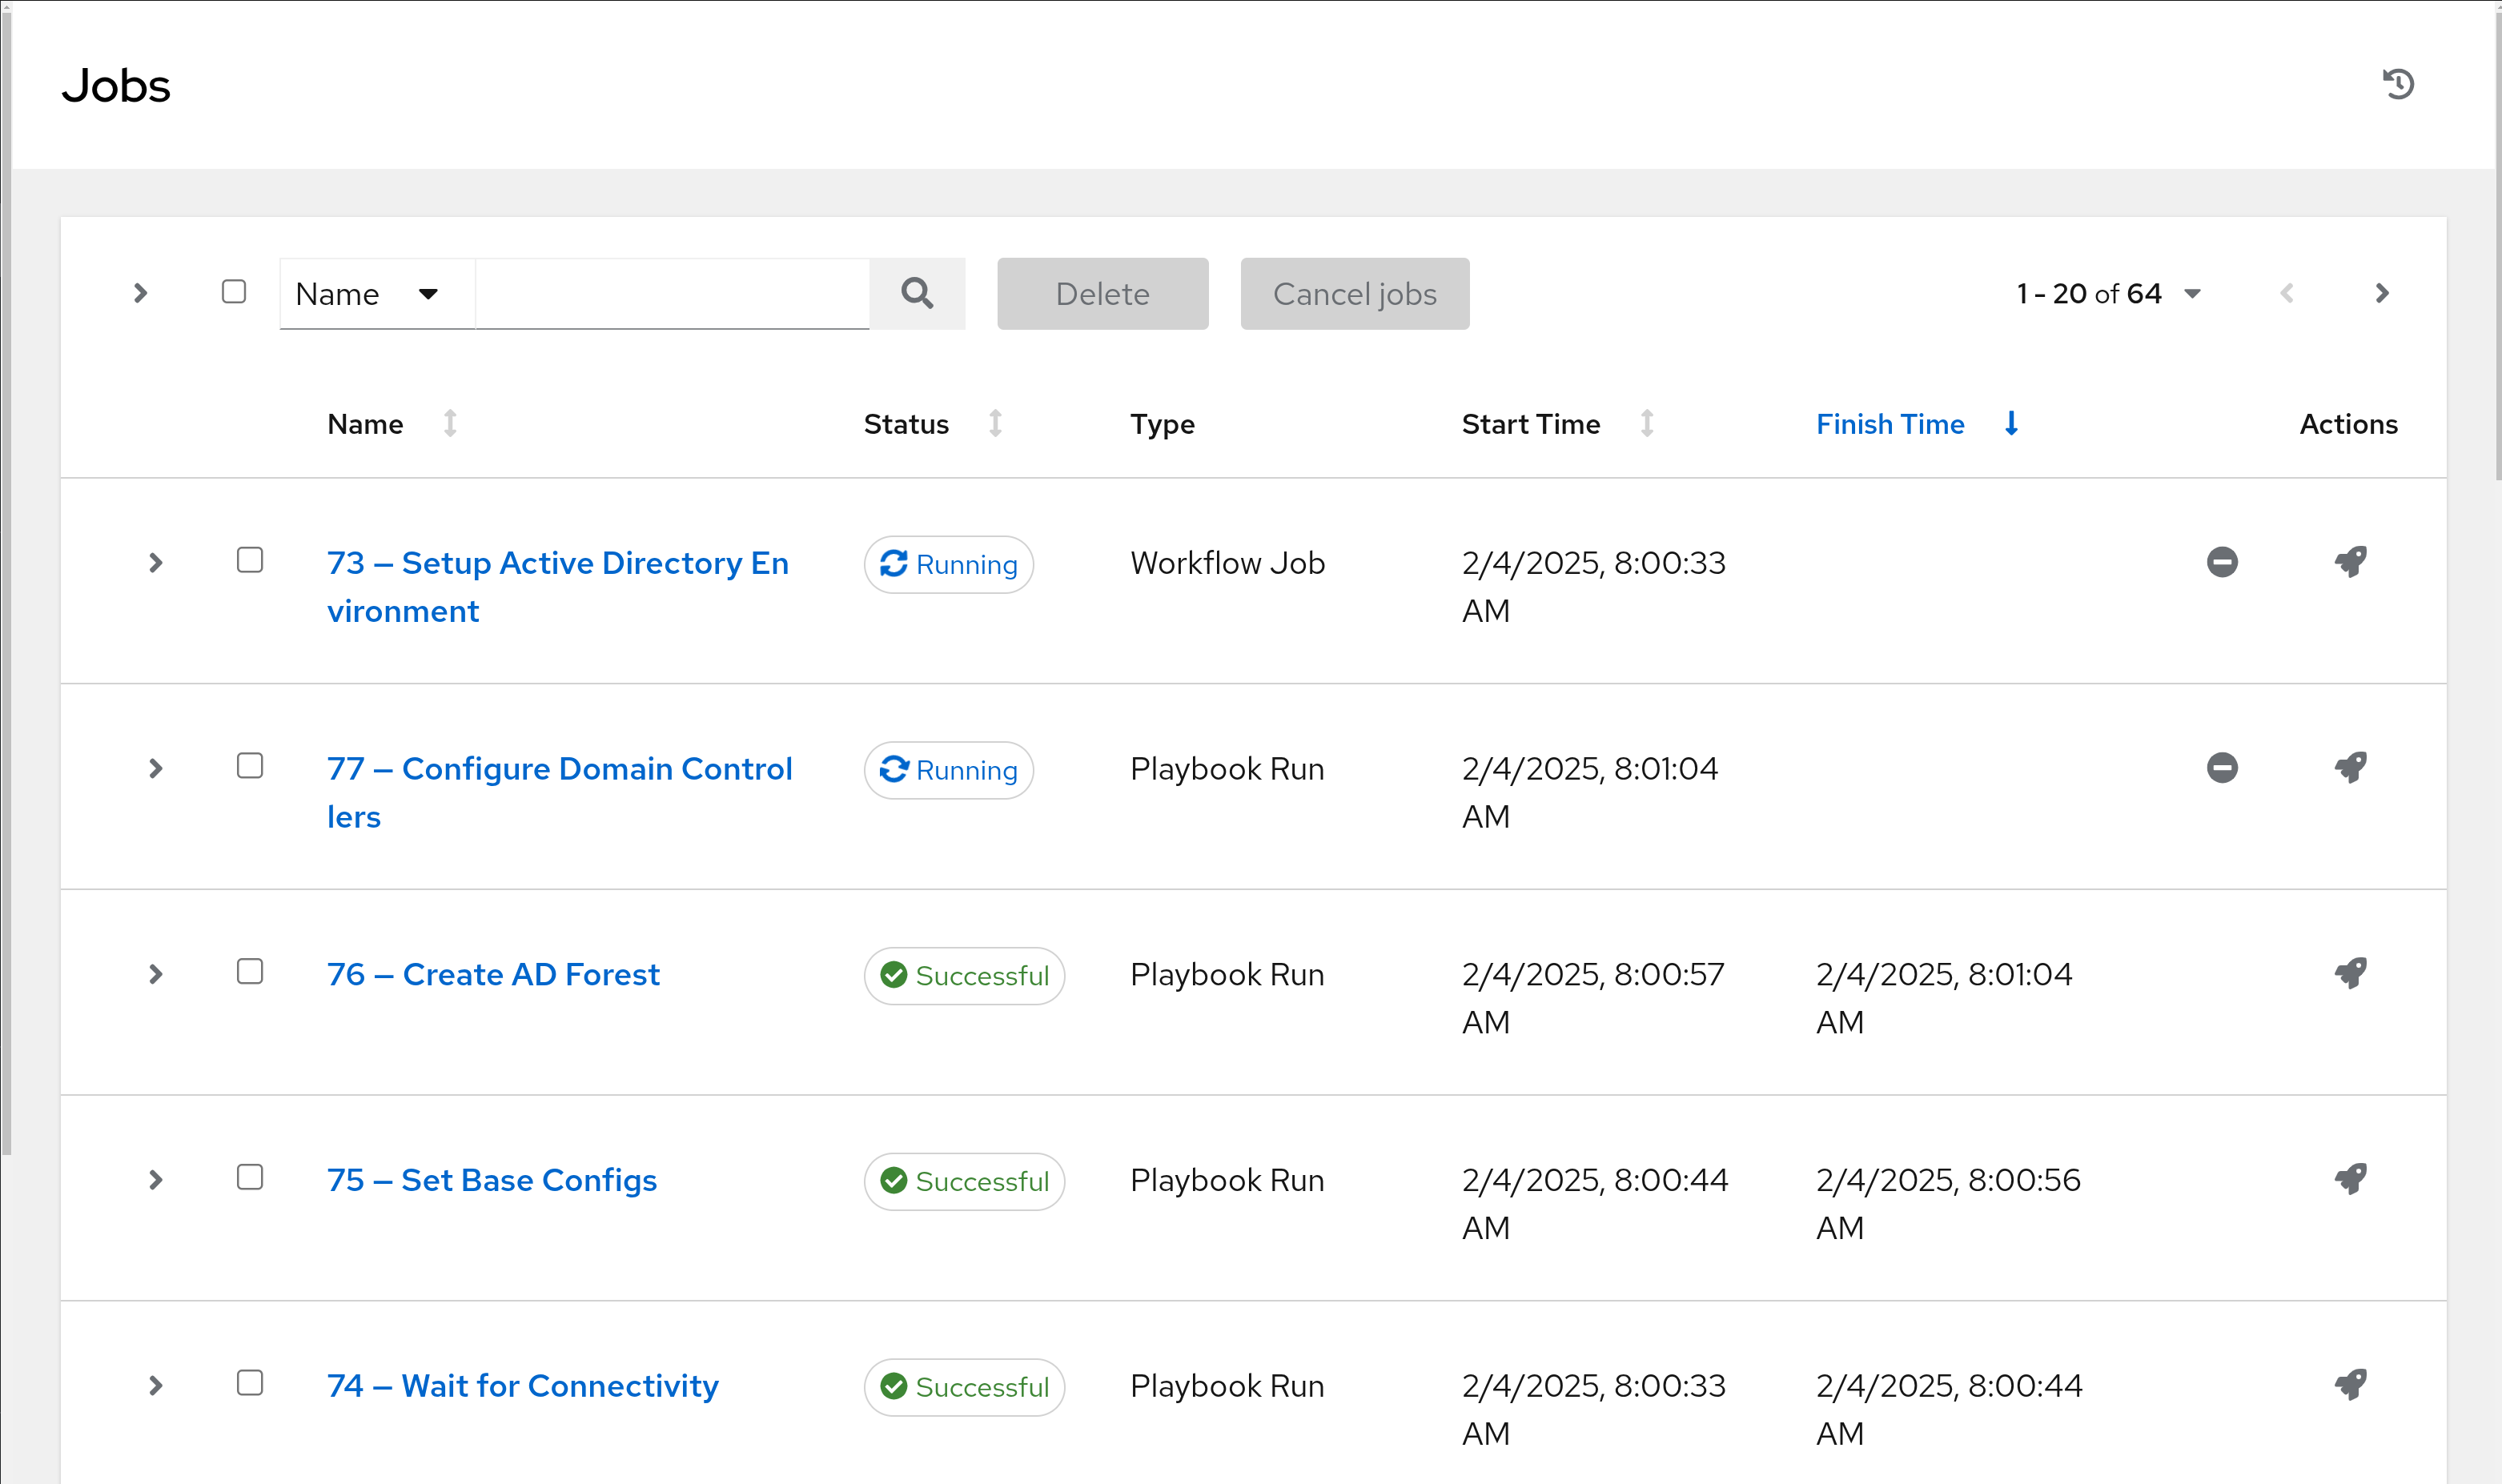 Jobs
Name
Delete
Cancel jobs
1 - 20 of 64
Name Status Type Start Time Finish Time Actions
73 — Setup Active Directory En Running Workflow Job 2/4/2025, 8:00:33
vironment AM
77 — Configure Domain Control Running Playbook Run 2/4/2025, 8:01:04
lers AM
76 — Create AD Forest Successful Playbook Run 2/4/2025, 8:00:57 2/4/2025, 8:01:04
AM AM
75 — Set Base Configs Successful Playbook Run 2/4/2025, 8:00:44 2/4/2025, 8:00:56
AM AM
74 — Wait for Connectivity Successful Playbook Run 2/4/2025, 8:00:33 2/4/2025, 8:00:44
AM AM